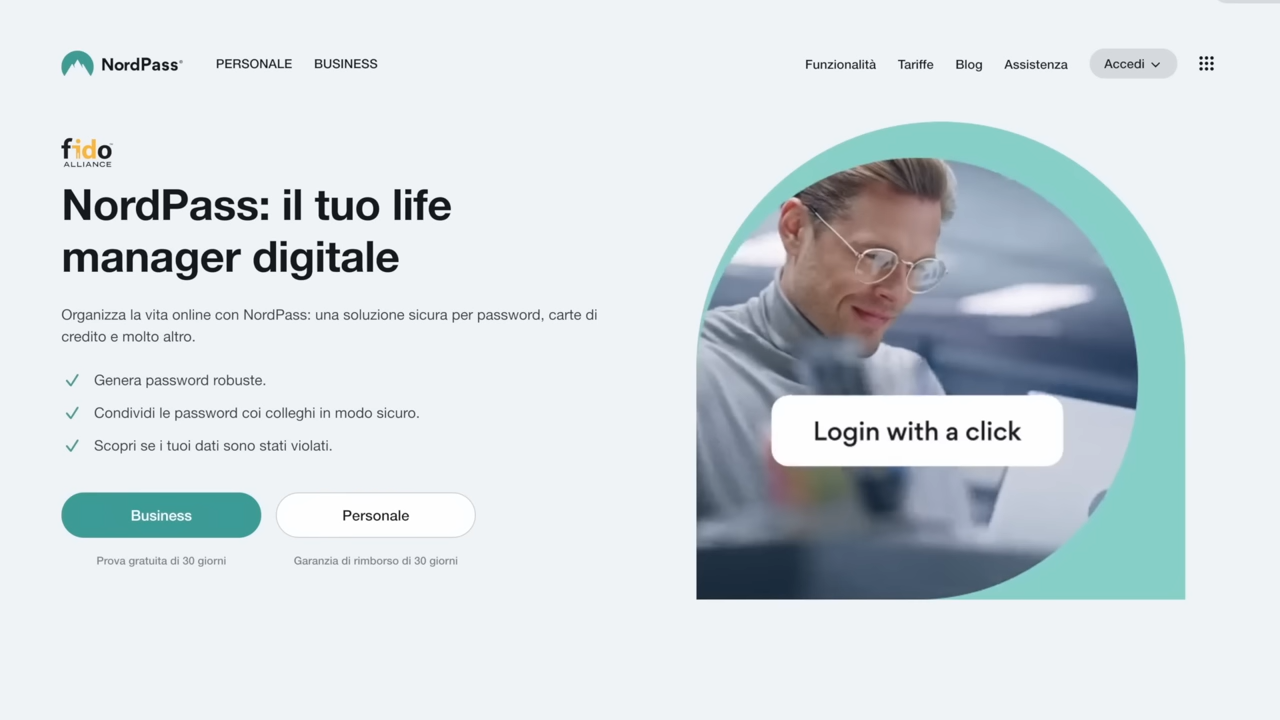 NordPass®
PERSONALE
BUSINESS
Funzionalità
Tariffe
Blog
Assistenza
Accedi
fido
ALLIANCE
NordPass: il tuo life
manager digitale
Organizza la vita online con NordPass: una soluzione sicura per password, carte di
credito e molto altro.
Genera password robuste.
Condividi le password coi colleghi in modo sicuro.
Scopri se i tuoi dati sono stati violati.
Business
Personale
Prova gratuita di 30 giorni
Garanzia di rimborso di 30 giorni
Login with a click